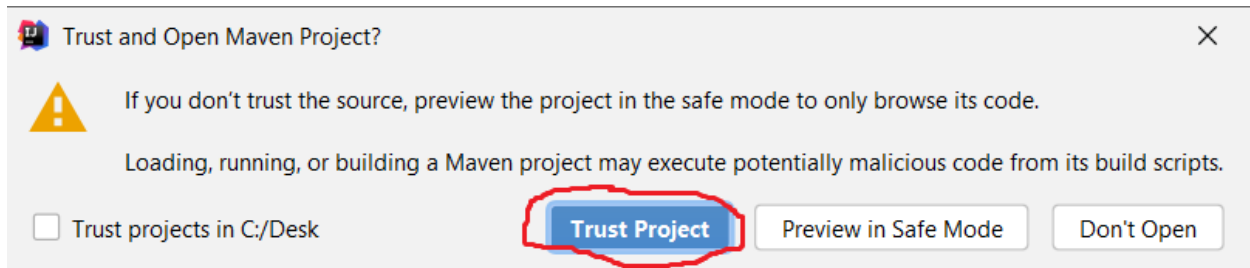 Trust and Open Maven Project?
If you don't trust the source, preview the project in the safe mode to only browse its code.
Loading, running, or building a Maven project may execute potentially malicious code from its build scripts.
Trust projects in C:/Desk
Trust Project
Preview in Safe Mode
Don't Open